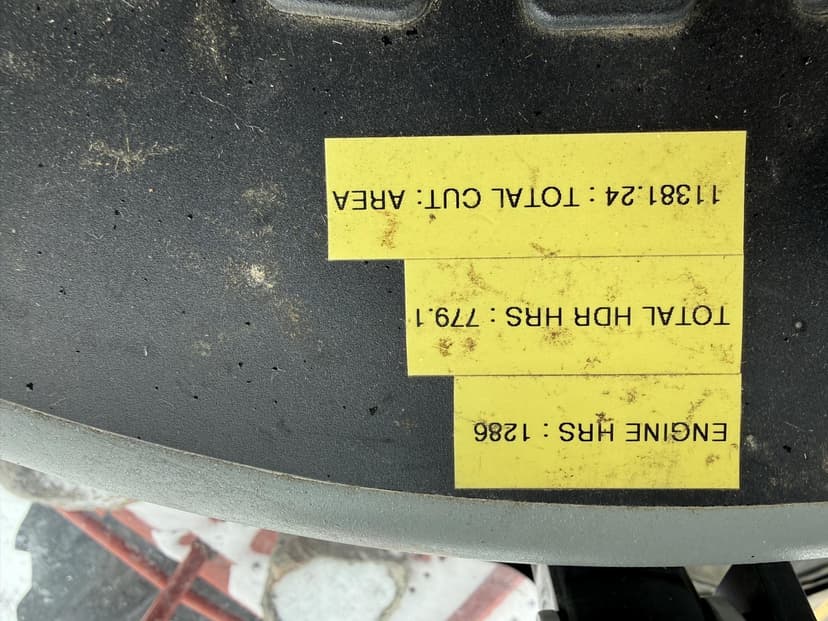 ENGINE HRS : 1286
TOTAL HDR HRS : 779.1
11381.24 : TOTAL CUT: AREA